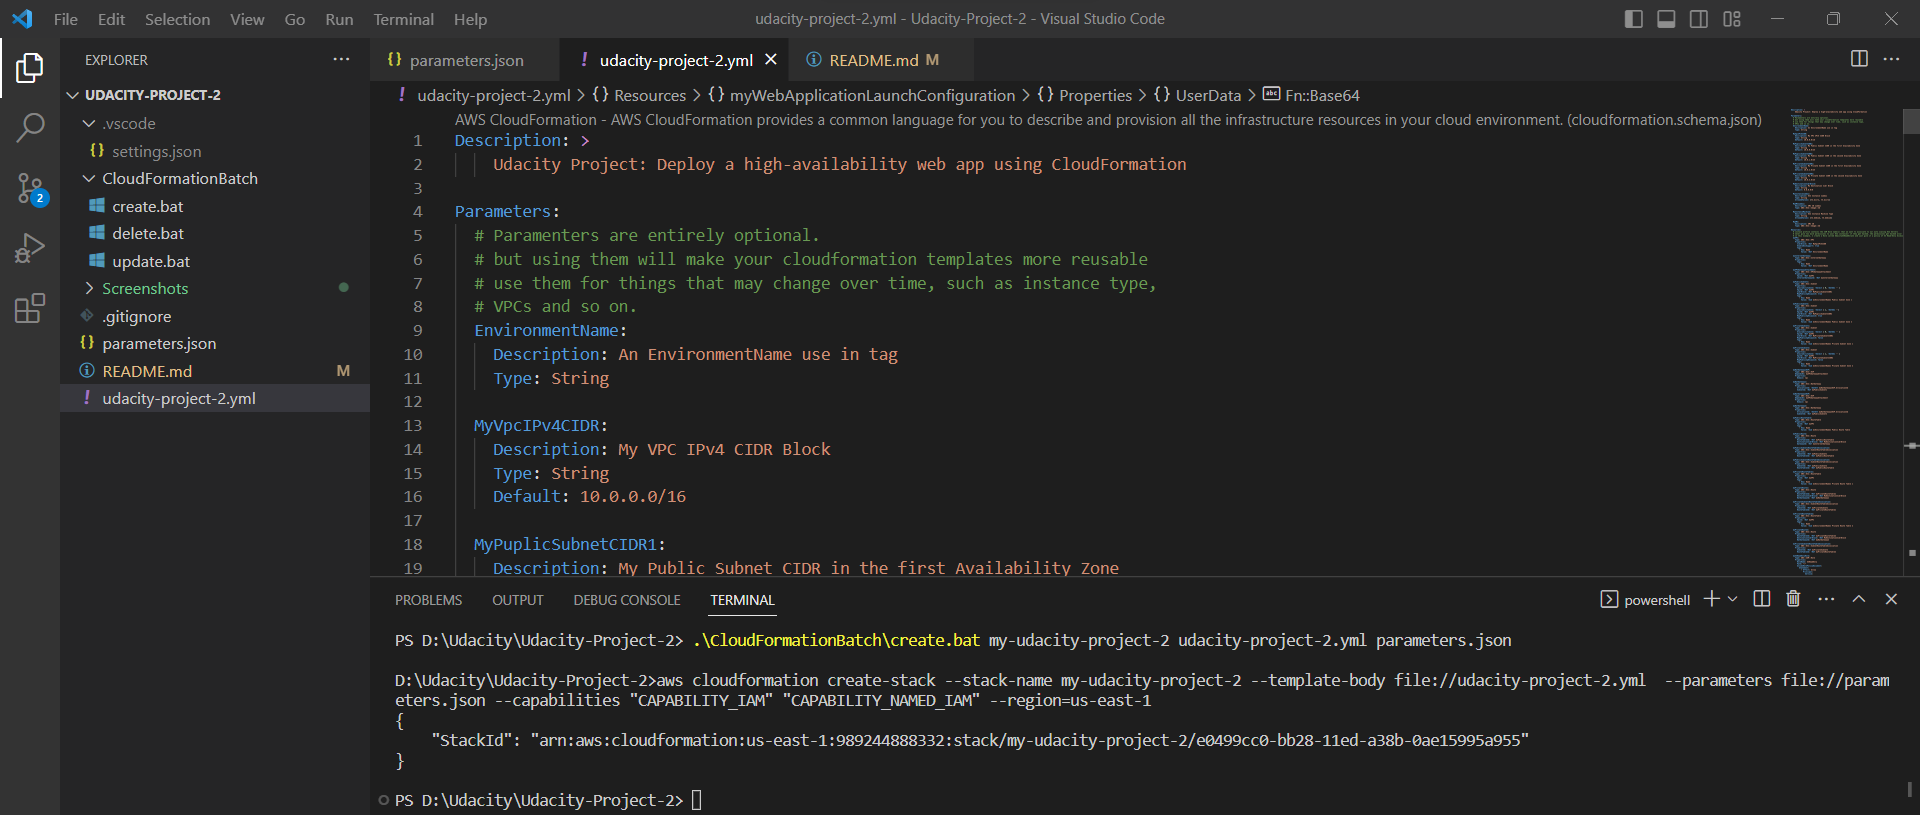 File Edit Selection View Go Run Terminal Help
udacity-project-2.yml - Udacity-Project-2 - Visual Studio Code
EXPLORER
UDACITY-PROJECT-2
.vscode
{} settings.json
CloudFormationBatch
create.bat
delete.bat
update.bat
Screenshots
.gitignore
{} parameters.json
README.md M
! udacity-project-2.yml
2
{} parameters.json
! udacity-project-2.yml
README.md M
! udacity-project-2.yml > {} Resources > {} myWebApplicationLaunchConfiguration > {} Properties > {} UserData > abc Fn::Base64
AWS CloudFormation - AWS CloudFormation provides a common language for you to describe and provision all the infrastructure resources in your cloud environment. (cloudformation.schema.json)
1 Description: >
2 Udacity Project: Deploy a high-availability web app using CloudFormation
3
4 Parameters:
5 # Paramenters are entirely optional.
6 # but using them will make your cloudformation templates more reusable
7 # use them for things that may change over time, such as instance type,
8 # VPCs and so on.
9 EnvironmentName:
10 Description: An EnvironmentName use in tag
11 Type: String
12
13 MyVpcIPv4CIDR:
14 Description: My VPC IPv4 CIDR Block
15 Type: String
16 Default: 10.0.0.0/16
17
18 MyPuplicSubnetCIDR1:
19 Description: My Public Subnet CIDR in the first Availability Zone
PROBLEMS OUTPUT DEBUG CONSOLE TERMINAL
powershell
PS D:\Udacity\Udacity-Project-2> .\CloudFormationBatch\create.bat my-udacity-project-2 udacity-project-2.yml parameters.json
D:\Udacity\Udacity-Project-2>aws cloudformation create-stack --stack-name my-udacity-project-2 --template-body file://udacity-project-2.yml --parameters file://param
eters.json --capabilities "CAPABILITY_IAM" "CAPABILITY_NAMED_IAM" --region=us-east-1
{
"StackId": "arn:aws:cloudformation:us-east-1:989244888332:stack/my-udacity-project-2/e0499cc0-bb28-11ed-a38b-0ae15995a955"
}
PS D:\Udacity\Udacity-Project-2>